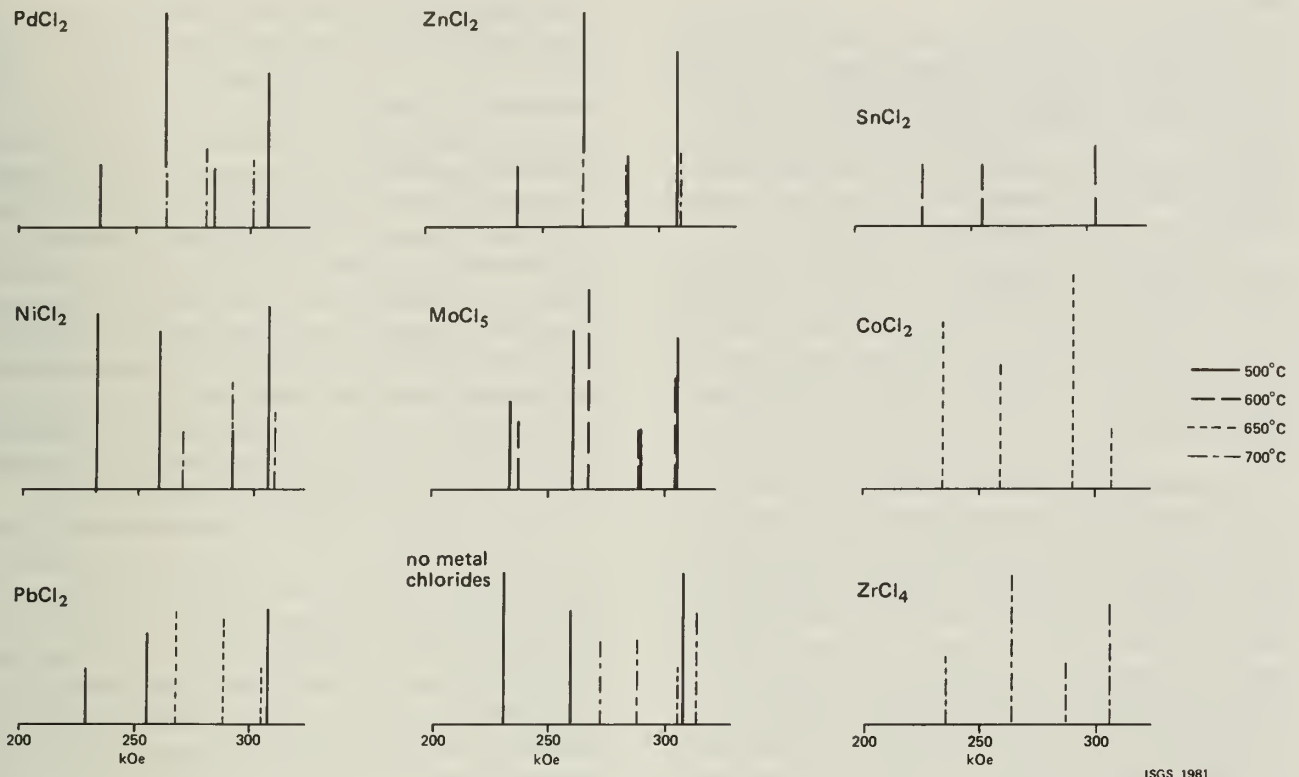 PdCl₂
ZnCl₂
SnCl₂
NiCl₂
MoCl₅
CoCl₂
500°C
600°C
650°C
700°C
PbCl₂
no metal
chlorides
ZrCl₄
200 250 300
kOe
200 250 300
kOe
200 250 300
kOe
ISGS 1981